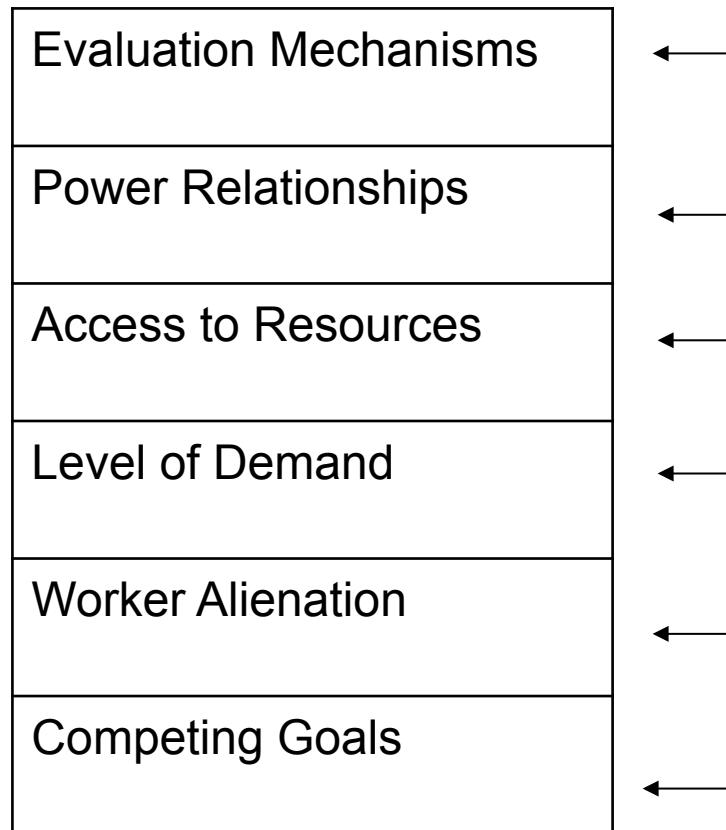 Evaluation Mechanisms
Power Relationships
Access to Resources
Level of Demand
Worker Alienation
Competing Goals